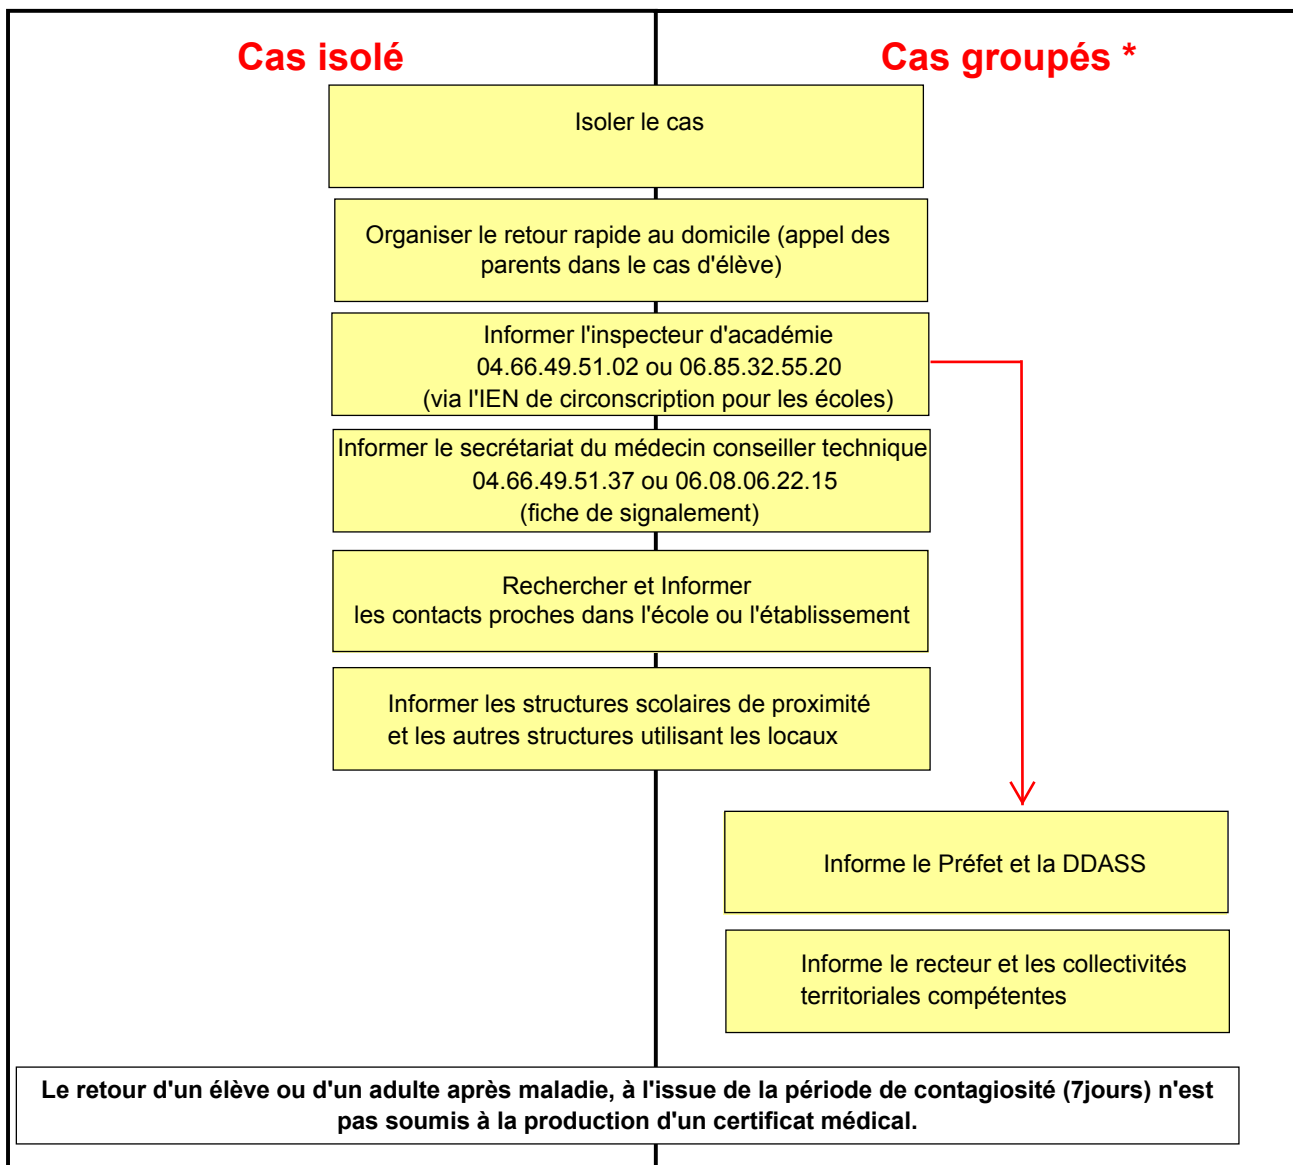 Cas isolé
Cas groupés *
Isoler le cas
Organiser le retour rapide au domicile (appel des
parents dans le cas d'élève)
Informer l'inspecteur d'académie
04.66.49.51.02 ou 06.85.32.55.20
(via l'IEN de circonscription pour les écoles)
Informer le secrétariat du médecin conseiller technique
04.66.49.51.37 ou 06.08.06.22.15
(fiche de signalement)
Rechercher et Informer
les contacts proches dans l'école ou l'établissement
Informer les structures scolaires de proximité
et les autres structures utilisant les locaux
Informe le Préfet et la DDASS
Informe le recteur et les collectivités
territoriales compétentes
Le retour d'un élève ou d'un adulte après maladie, à l'issue de la période de contagiosité (7jours) n'est
pas soumis à la production d'un certificat médical.